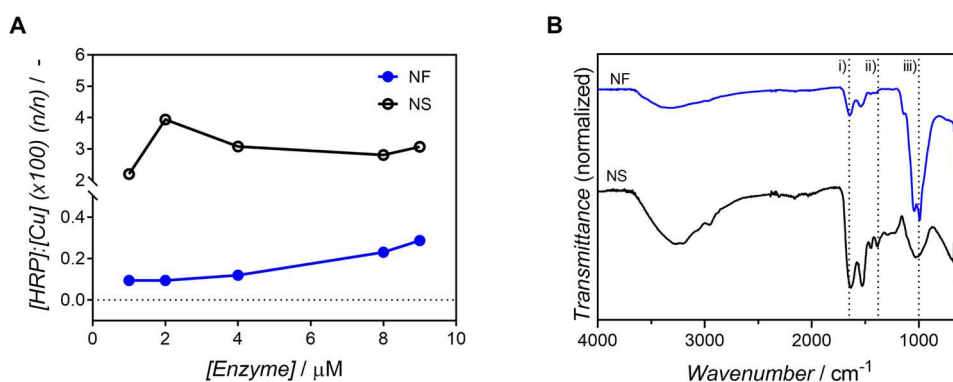 A
[HRP]:[Cu] (x100) (n/n) / -
6
5
4
3
2
0.4
0.2
0.0
0
2
4
6
8
10
[Enzyme] / μM
NF
NS
B
Transmittance (normalized)
NF
NS
i)
ii)
iii)
4000
3000
2000
1000
Wavenumber / cm⁻¹